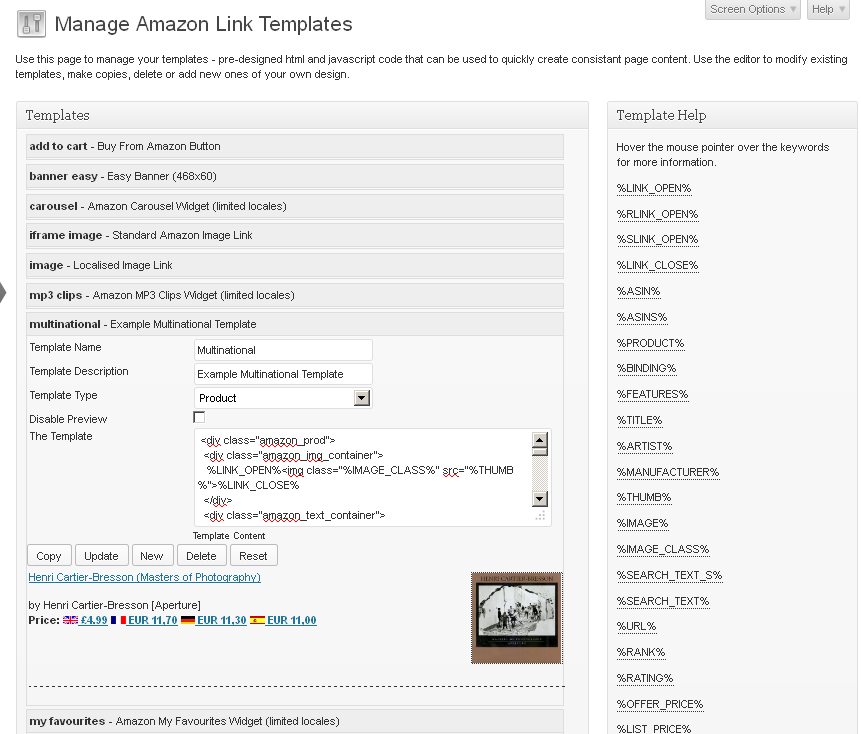 Manage Amazon Link Templates
Screen Options
Help
Use this page to manage your templates - pre-designed html and javascript code that can be used to quickly create consistant page content. Use the editor to modify existing
templates, make copies, delete or add new ones of your own design.
Templates
add to cart - Buy From Amazon Button
banner easy - Easy Banner (468x60)
carousel - Amazon Carousel Widget (limited locales)
iframe image - Standard Amazon Image Link
image - Localised Image Link
mp3 clips - Amazon MP3 Clips Widget (limited locales)
multinational - Example Multinational Template
Template Name
Multinational
Template Description
Example Multinational Template
Template Type
Product
Disable Preview
The Template
<div class="amazon_prod">
<div class="amazon_img_container">
%LINK_OPEN%<img class="%IMAGE_CLASS%" src="%THUMB
%">%LINK_CLOSE%
</div>
<div class="amazon_text_container">
Template Content
Copy
Update
New
Delete
Reset
Henri Cartier-Bresson (Masters of Photography)
by Henri Cartier-Bresson [Aperture]
Price: £4.99 EUR 11,70 EUR 11,30 EUR 11,00
HENRI CARTIER-BRESSON
my favourites - Amazon My Favourites Widget (limited locales)
Template Help
Hover the mouse pointer over the keywords
for more information.
%LINK_OPEN%
%RLINK_OPEN%
%SLINK_OPEN%
%LINK_CLOSE%
%ASIN%
%ASINS%
%PRODUCT%
%BINDING%
%FEATURES%
%TITLE%
%ARTIST%
%MANUFACTURER%
%THUMB%
%IMAGE%
%IMAGE_CLASS%
%SEARCH_TEXT_S%
%SEARCH_TEXT%
%URL%
%RANK%
%RATING%
%OFFER_PRICE%
%LIST_PRICE%